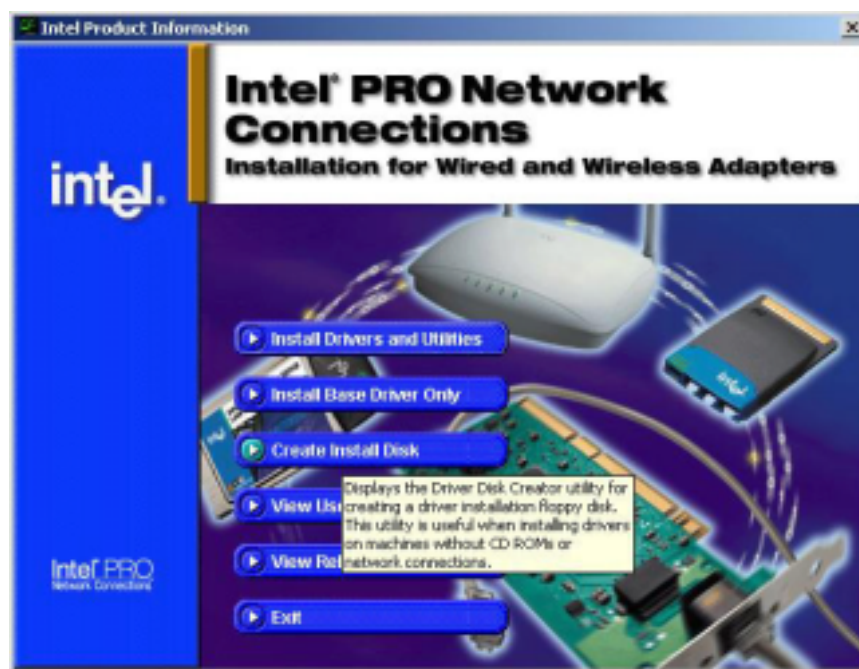 Intel Product Information
intel.
Intel® PRO Network
Connections
Installation for Wired and Wireless Adapters
Install Drivers and Utilities
Install Base Driver Only
Create Install Disk
View
View
Displays the Driver Disk Creator utility for
creating a driver installation floppy disk.
This utility is useful when installing drivers
on machines without CD ROMs or
network connections.
Exit
Intel® PRO
Network Connections
intel